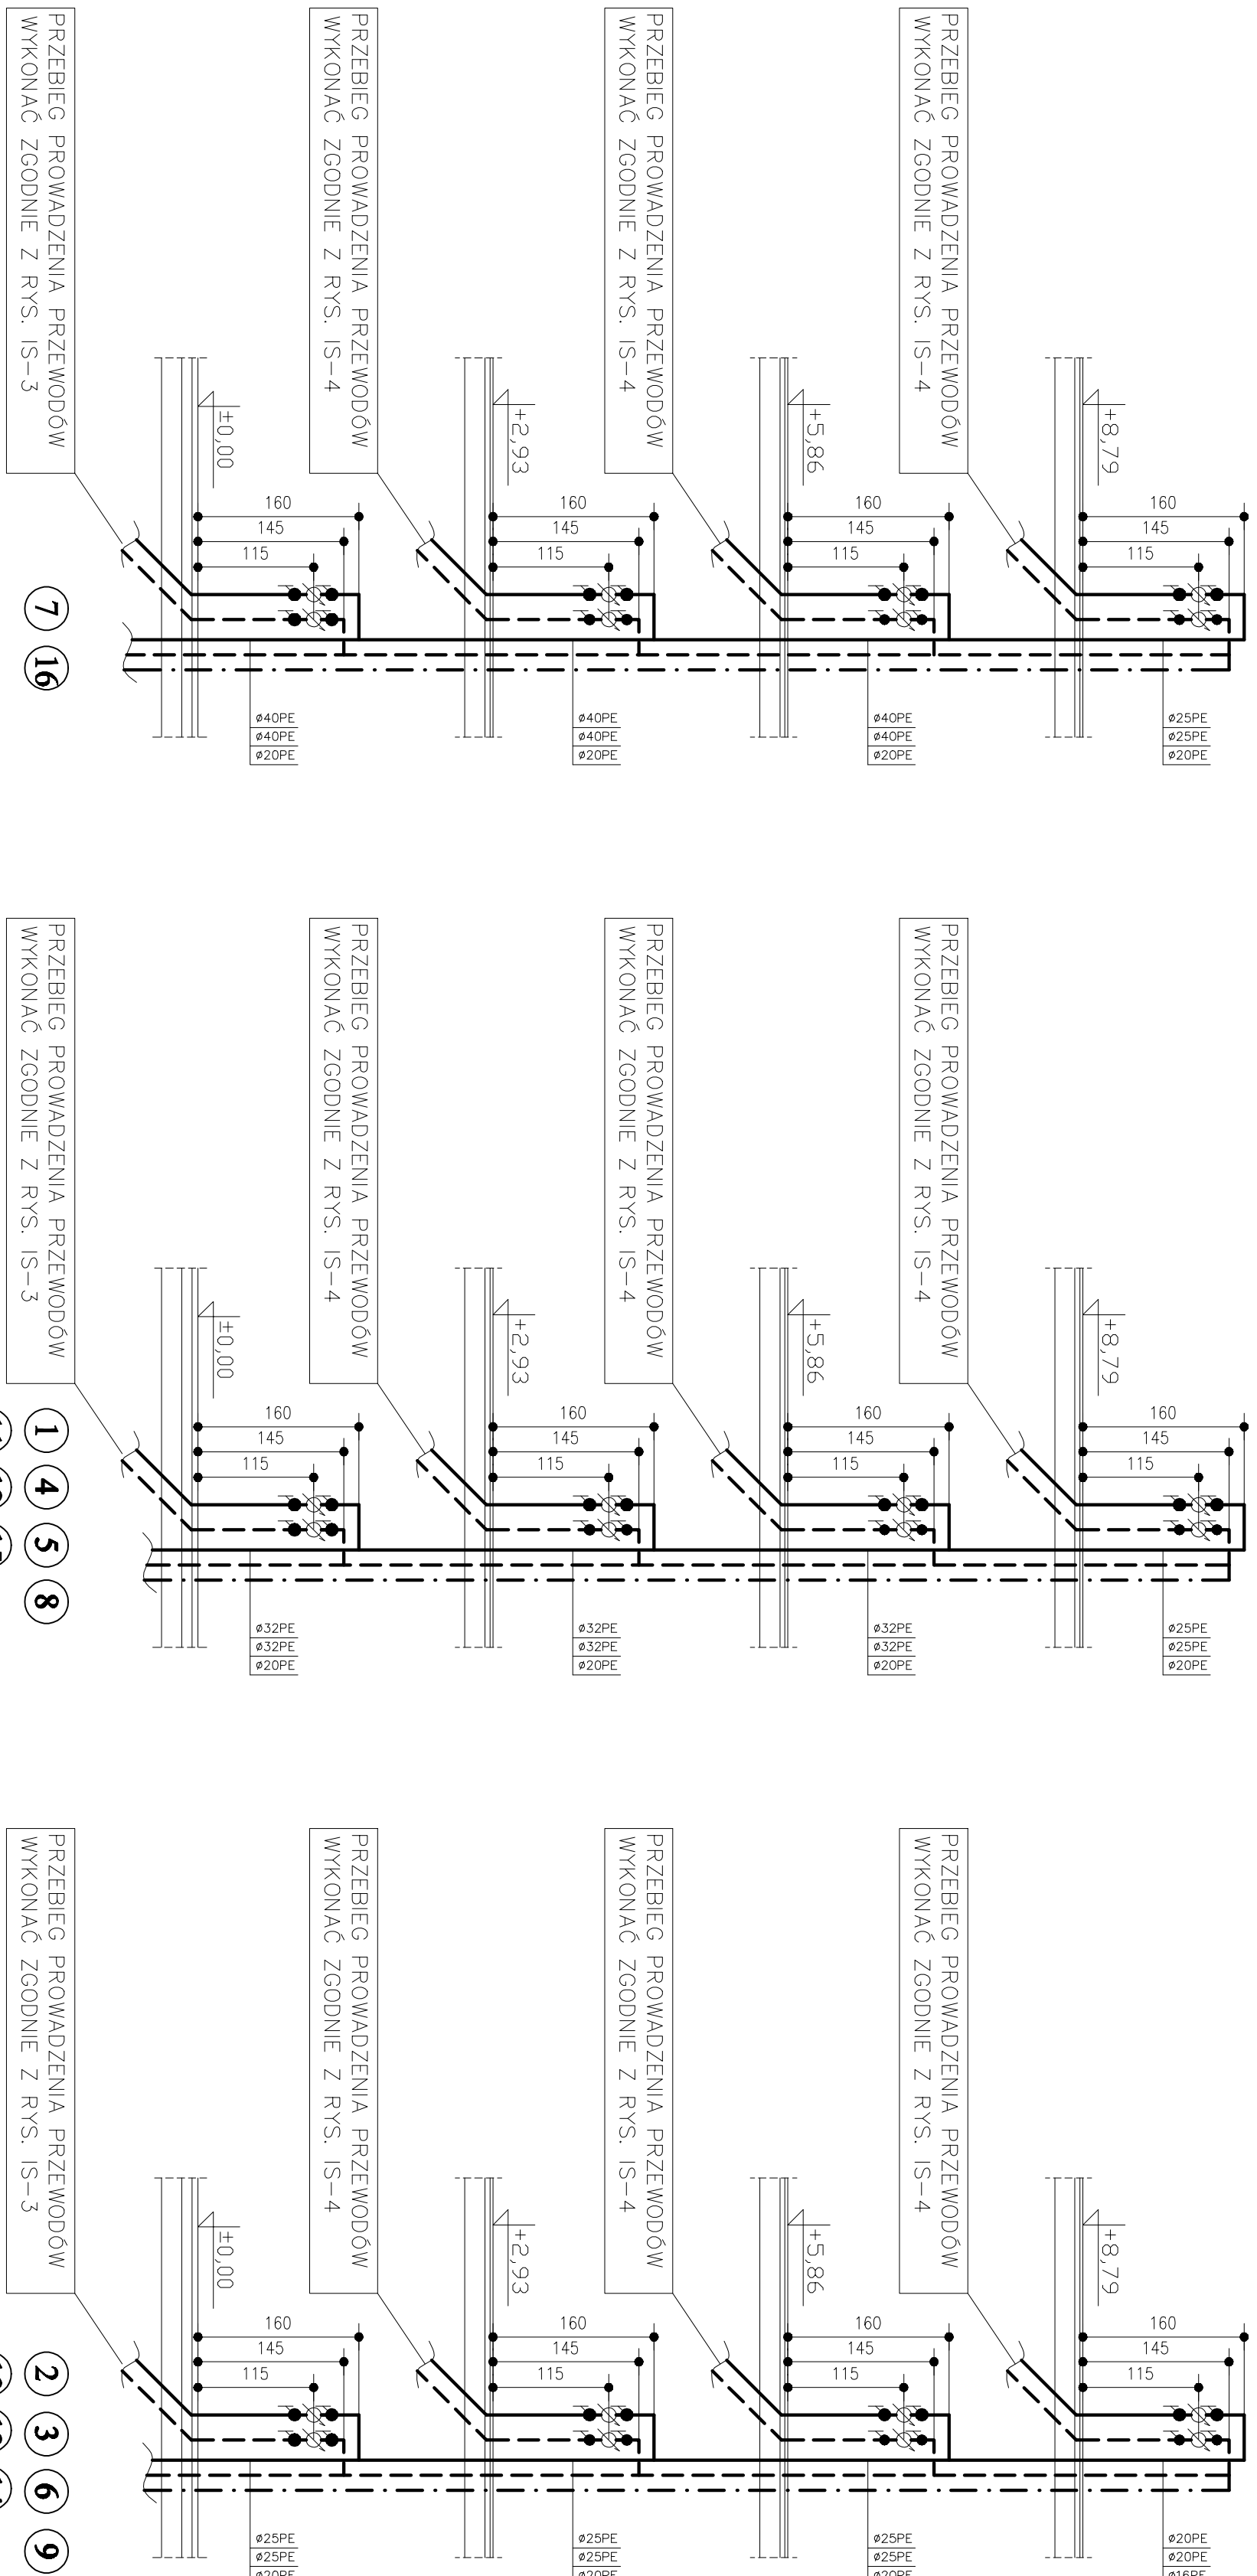 PRZEBIEG PROWADZENIA PRZEWODÓW
WYKONAĆ ZGODNIE Z RYS. IS-4
+8,79
160
145
115
ø25PE
ø25PE
ø20PE
PRZEBIEG PROWADZENIA PRZEWODÓW
WYKONAĆ ZGODNIE Z RYS. IS-4
+5,86
160
145
115
ø40PE
ø40PE
ø20PE
PRZEBIEG PROWADZENIA PRZEWODÓW
WYKONAĆ ZGODNIE Z RYS. IS-4
+2,93
160
145
115
ø40PE
ø40PE
ø20PE
PRZEBIEG PROWADZENIA PRZEWODÓW
WYKONAĆ ZGODNIE Z RYS. IS-3
±0,00
160
145
115
ø40PE
ø40PE
ø20PE
7 16
PRZEBIEG PROWADZENIA PRZEWODÓW
WYKONAĆ ZGODNIE Z RYS. IS-4
+8,79
160
145
115
ø25PE
ø25PE
ø20PE
PRZEBIEG PROWADZENIA PRZEWODÓW
WYKONAĆ ZGODNIE Z RYS. IS-4
+5,86
160
145
115
ø32PE
ø32PE
ø20PE
PRZEBIEG PROWADZENIA PRZEWODÓW
WYKONAĆ ZGODNIE Z RYS. IS-4
+2,93
160
145
115
ø32PE
ø32PE
ø20PE
PRZEBIEG PROWADZENIA PRZEWODÓW
WYKONAĆ ZGODNIE Z RYS. IS-3
±0,00
160
145
115
ø32PE
ø32PE
ø20PE
1 4 5 8
PRZEBIEG PROWADZENIA PRZEWODÓW
WYKONAĆ ZGODNIE Z RYS. IS-4
+8,79
160
145
115
ø20PE
ø20PE
ø16PE
PRZEBIEG PROWADZENIA PRZEWODÓW
WYKONAĆ ZGODNIE Z RYS. IS-4
+5,86
160
145
115
ø25PE
ø25PE
ø20PE
PRZEBIEG PROWADZENIA PRZEWODÓW
WYKONAĆ ZGODNIE Z RYS. IS-4
+2,93
160
145
115
ø25PE
ø25PE
ø20PE
PRZEBIEG PROWADZENIA PRZEWODÓW
WYKONAĆ ZGODNIE Z RYS. IS-3
±0,00
160
145
115
ø25PE
ø25PE
ø20PE
2 3 6 9